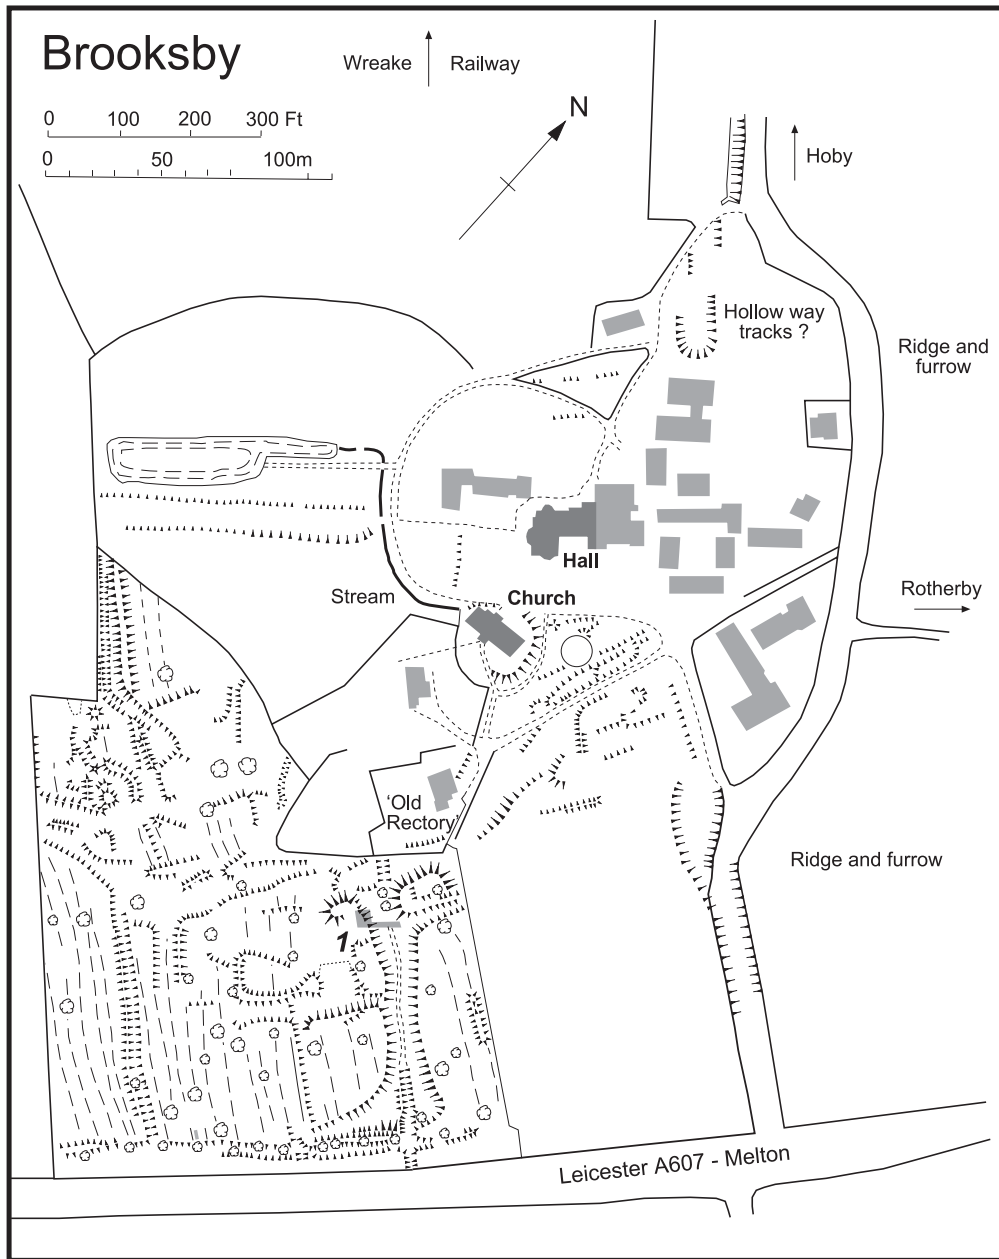 Brooksby
Wreake Railway
0 100 200 300 Ft
0 50 100m
N
Hoby
Hollow way
tracks ?
Ridge and
furrow
Hall
Stream
Church
Rotherby
'Old
Rectory'
Ridge and furrow
1
Leicester A607 - Melton